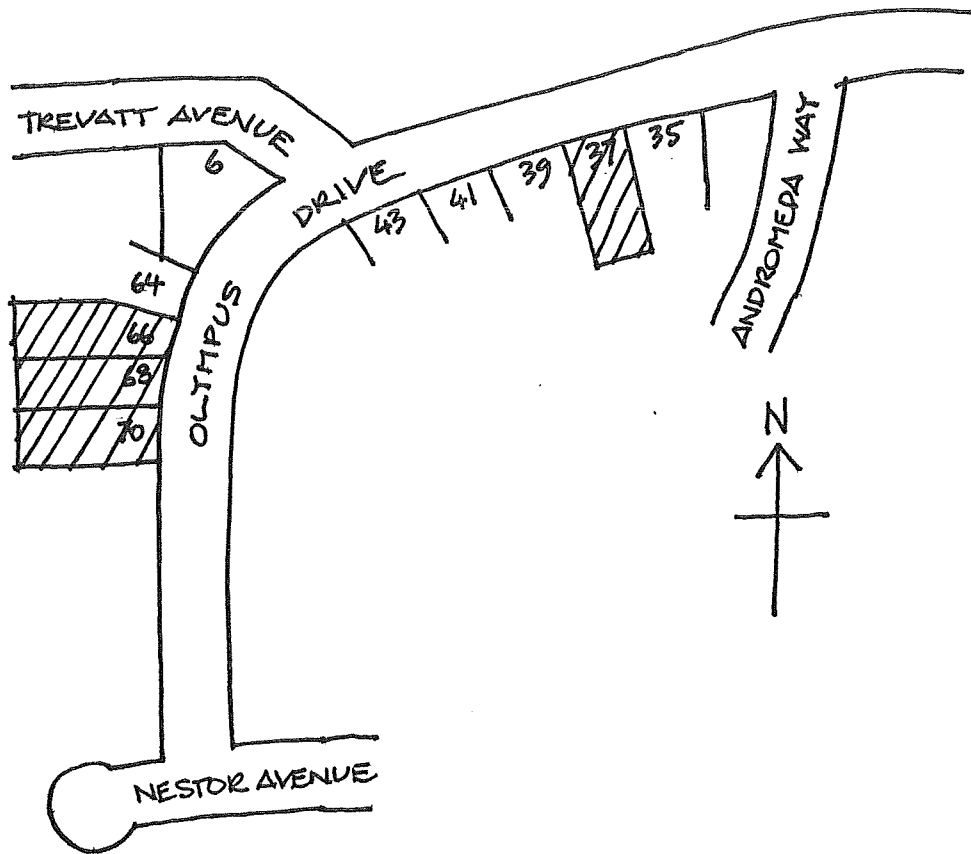 TREVATT AVENUE
6
DRIVE
43
41
39
37
35
ANDROMEDA WAY
64
66
68
70
OLYMPUS
N
NESTOR AVENUE